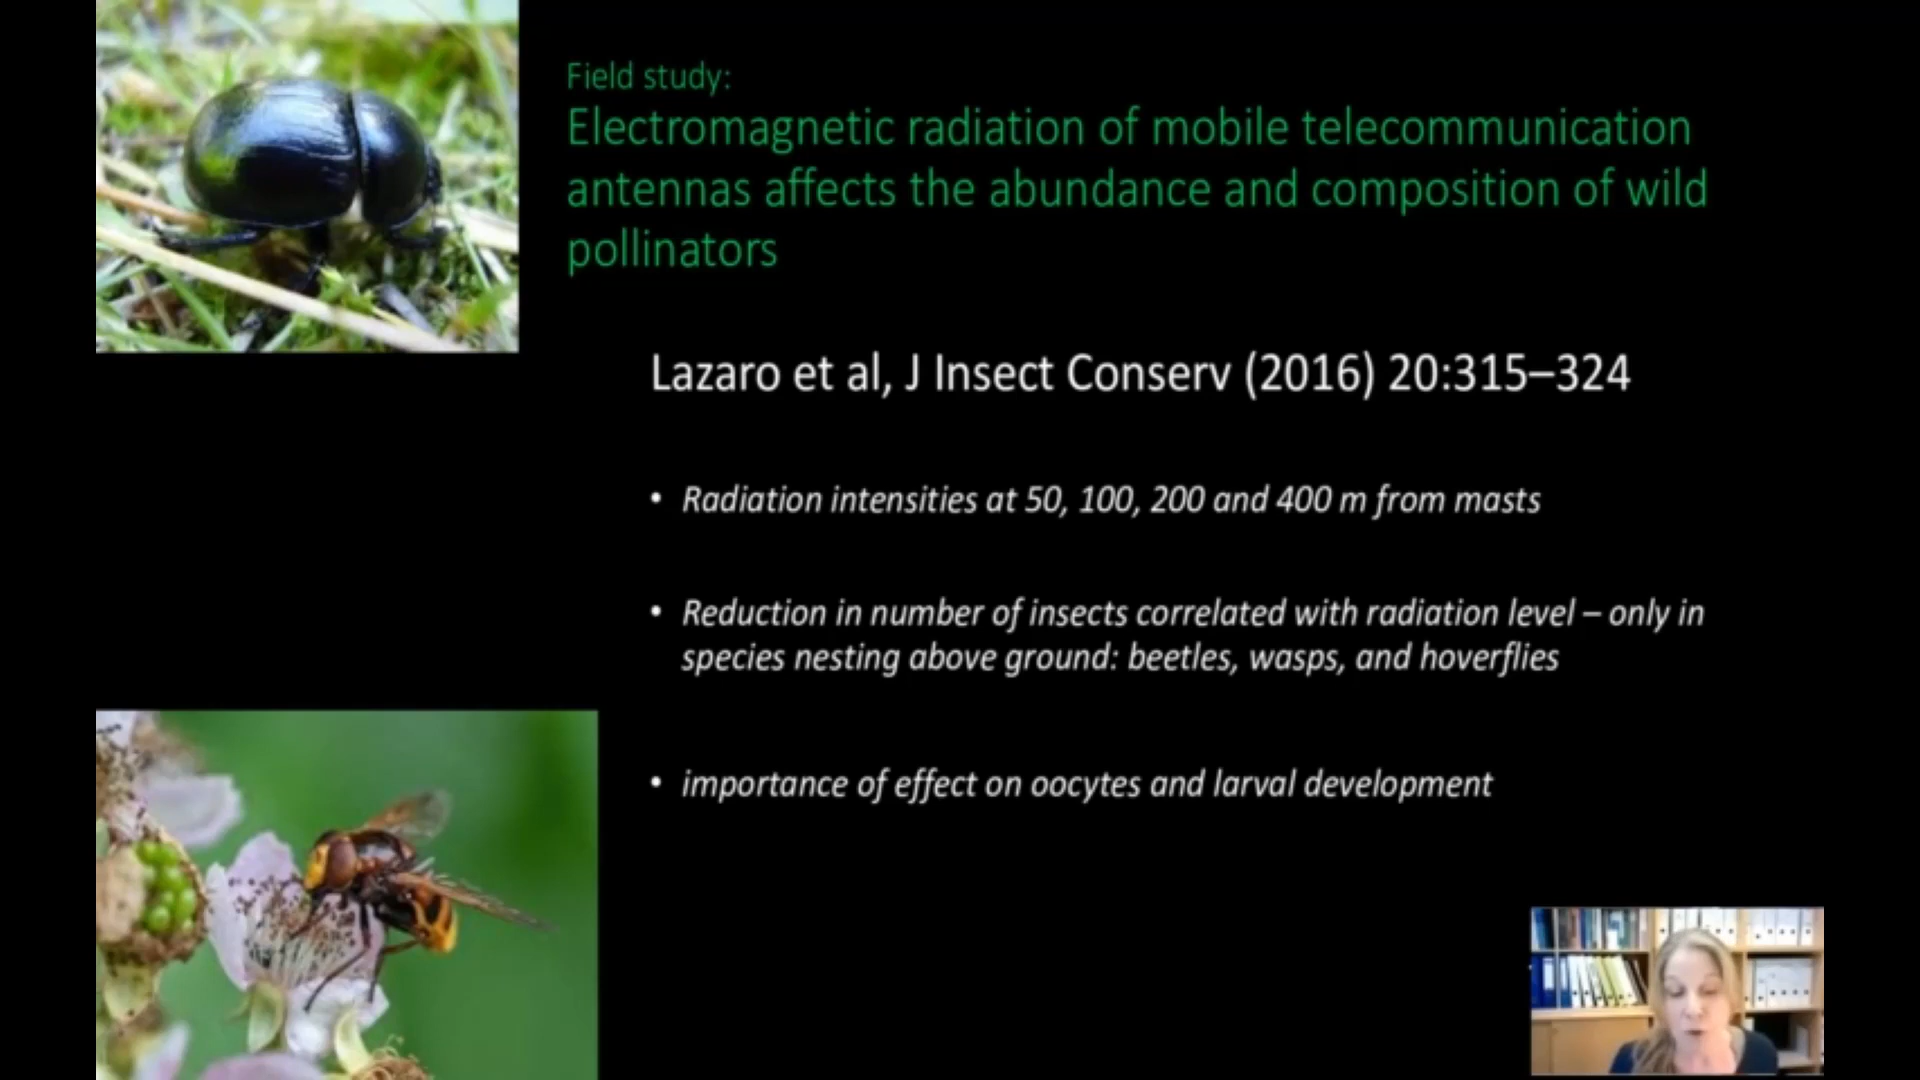 Field study:
Electromagnetic radiation of mobile telecommunication
antennas affects the abundance and composition of wild
pollinators
Lazaro et al, J Insect Conserv (2016) 20:315–324
• Radiation intensities at 50, 100, 200 and 400 m from masts
• Reduction in number of insects correlated with radiation level – only in
species nesting above ground: beetles, wasps, and hoverflies
• importance of effect on oocytes and larval development